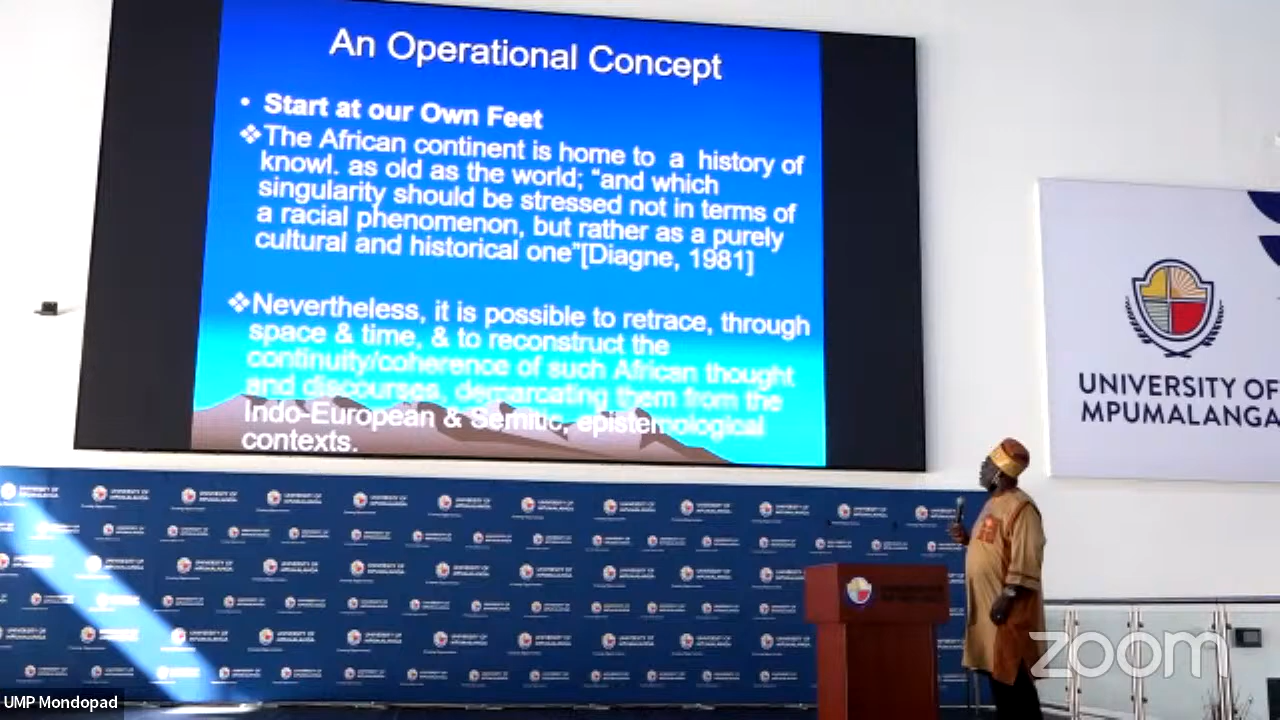 An Operational Concept
• Start at our Own Feet
❖The African continent is home to a history of
knowl. as old as the world; “and which
singularity should be stressed not in terms of
a racial phenomenon, but rather as a purely
cultural and historical one”[Diagne, 1981]
❖Nevertheless, it is possible to retrace, through
space & time, & to reconstruct the
continuity/coherence of such African thought
and discourses, demarcating them from the
Indo-European & Semitic, epistemological
contexts.
UNIVERSITY OF
MPUMALANGA
UNIVERSITY OF
MPUMALANGA
zoom
UMP Mondopad